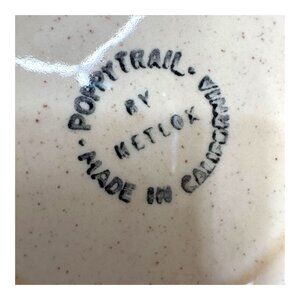 POPPYTRAIL · MADE IN CALIFORNIA ·
BY
METLOX